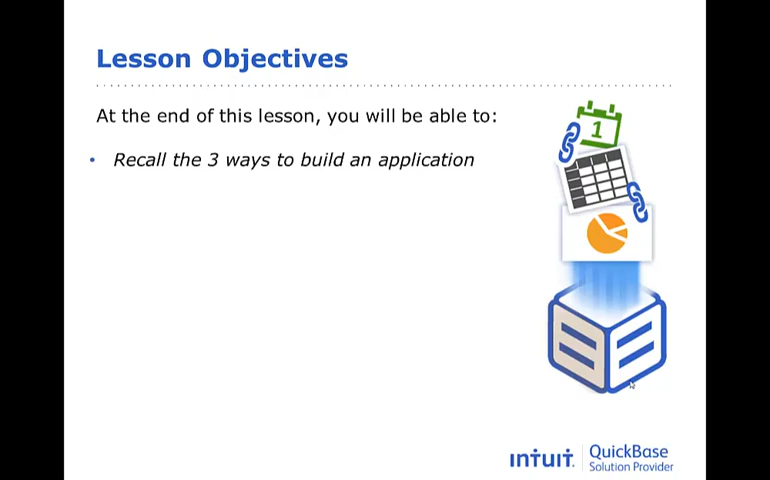 Lesson Objectives
At the end of this lesson, you will be able to:
• Recall the 3 ways to build an application
1
intuit.
QuickBase
Solution Provider